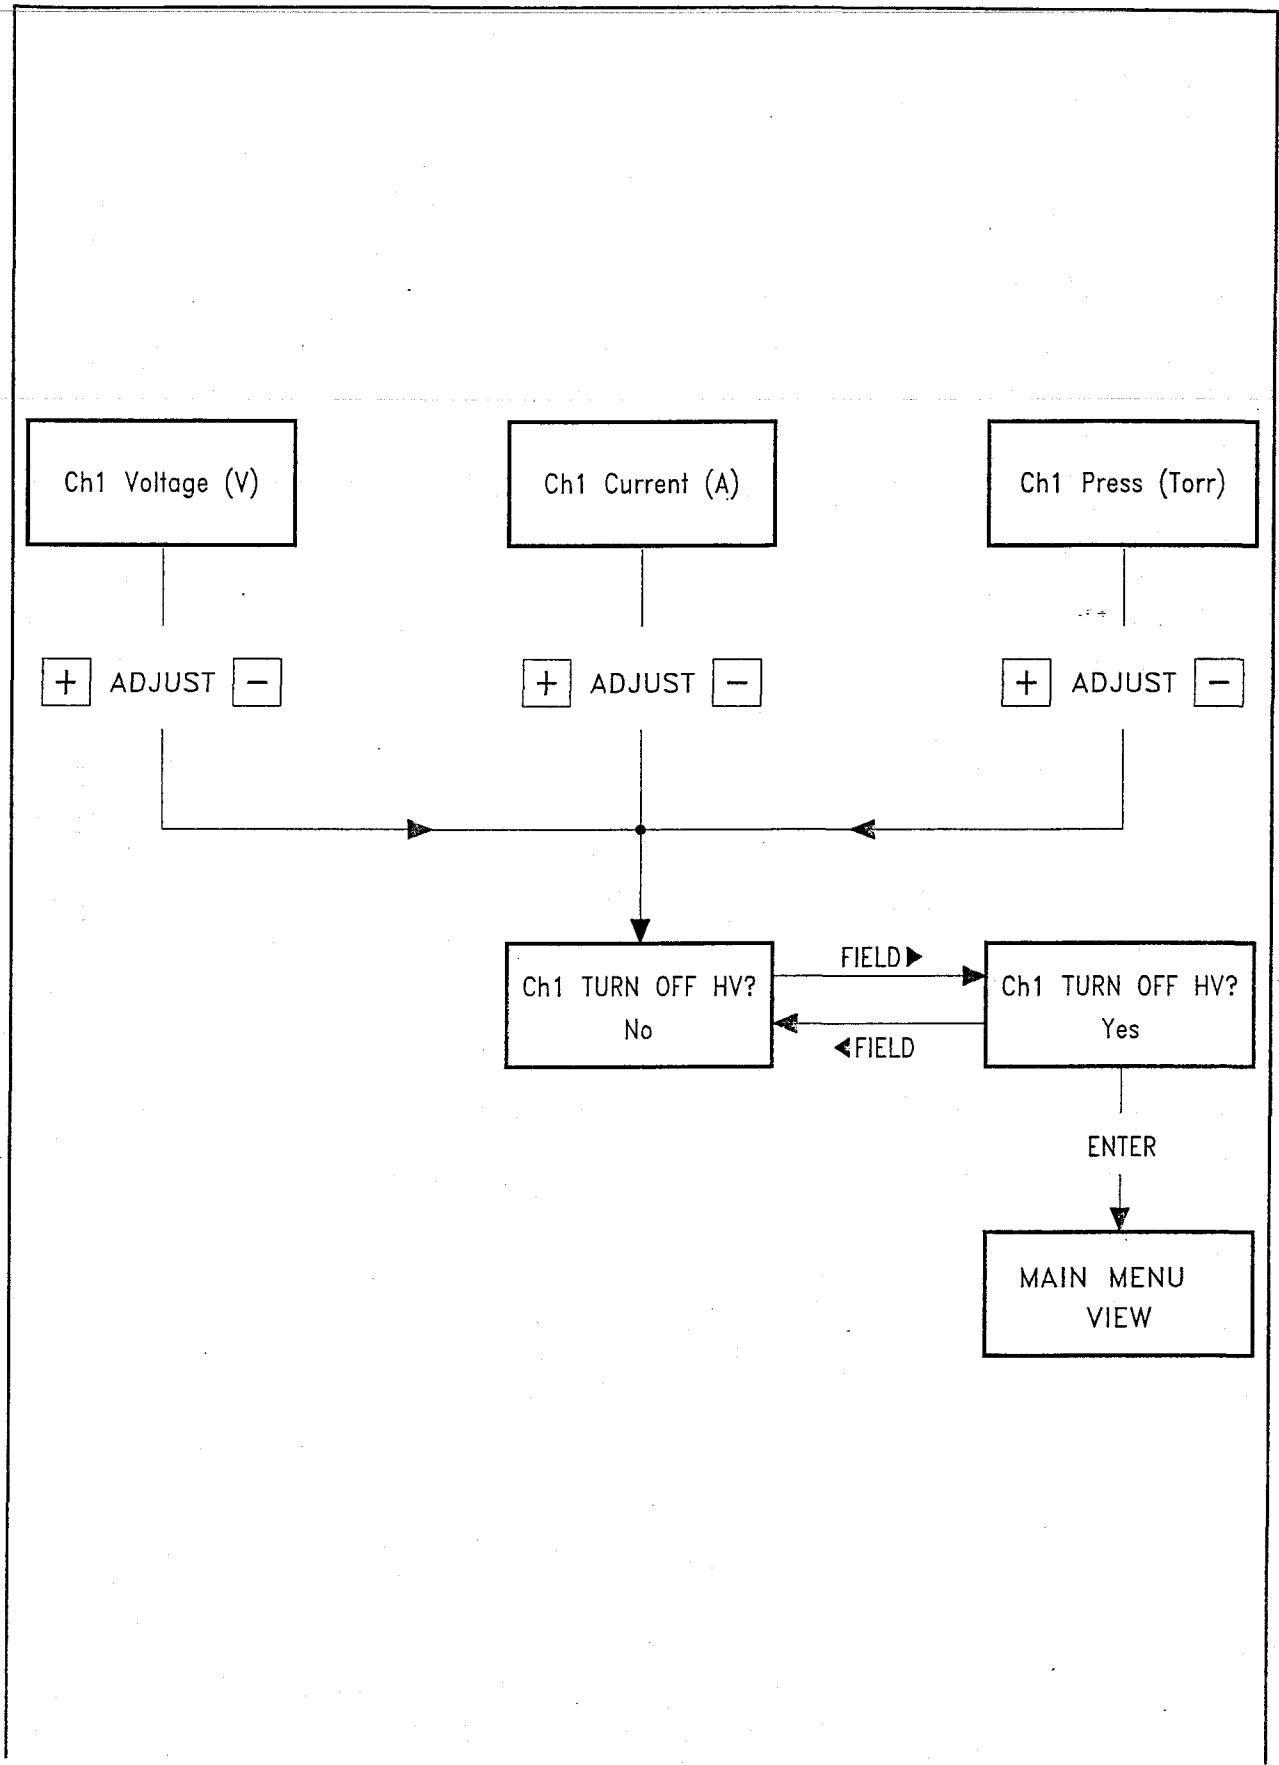 Ch1 Voltage (V)
Ch1 Current (A)
Ch1 Press (Torr)
+ ADJUST −
+ ADJUST −
+ ADJUST −
FIELD▶
Ch1 TURN OFF HV?
No
Ch1 TURN OFF HV?
Yes
◀FIELD
ENTER
MAIN MENU
VIEW